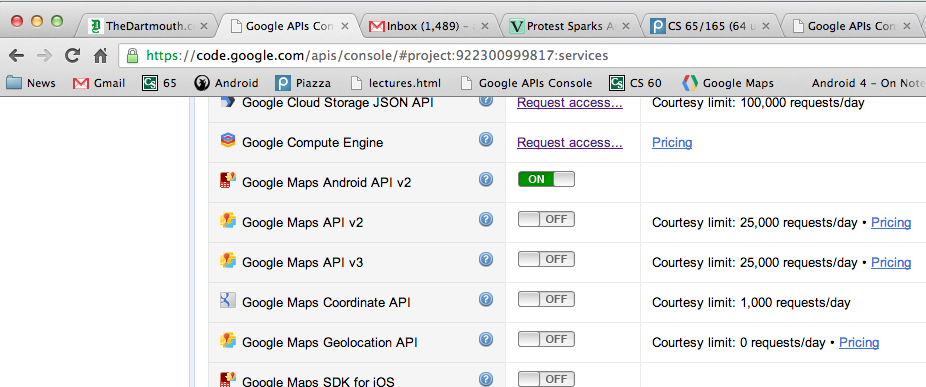 TheDartmouth.c
Google APIs Con
Inbox (1,489) –
Protest Sparks A
CS 65/165 (64 u
Google APIs Con
https://code.google.com/apis/console/#project:922300999817:services
News Gmail 65 Android Piazza lectures.html Google APIs Console CS 60 Google Maps Android 4 - On Note
Google Cloud Storage JSON API Request access... Courtesy limit: 100,000 requests/day
Google Compute Engine Request access... Pricing
Google Maps Android API v2 ON
Google Maps API v2 OFF Courtesy limit: 25,000 requests/day • Pricing
Google Maps API v3 OFF Courtesy limit: 25,000 requests/day • Pricing
Google Maps Coordinate API OFF Courtesy limit: 1,000 requests/day
Google Maps Geolocation API OFF Courtesy limit: 0 requests/day • Pricing
Google Maps SDK for iOS OFF